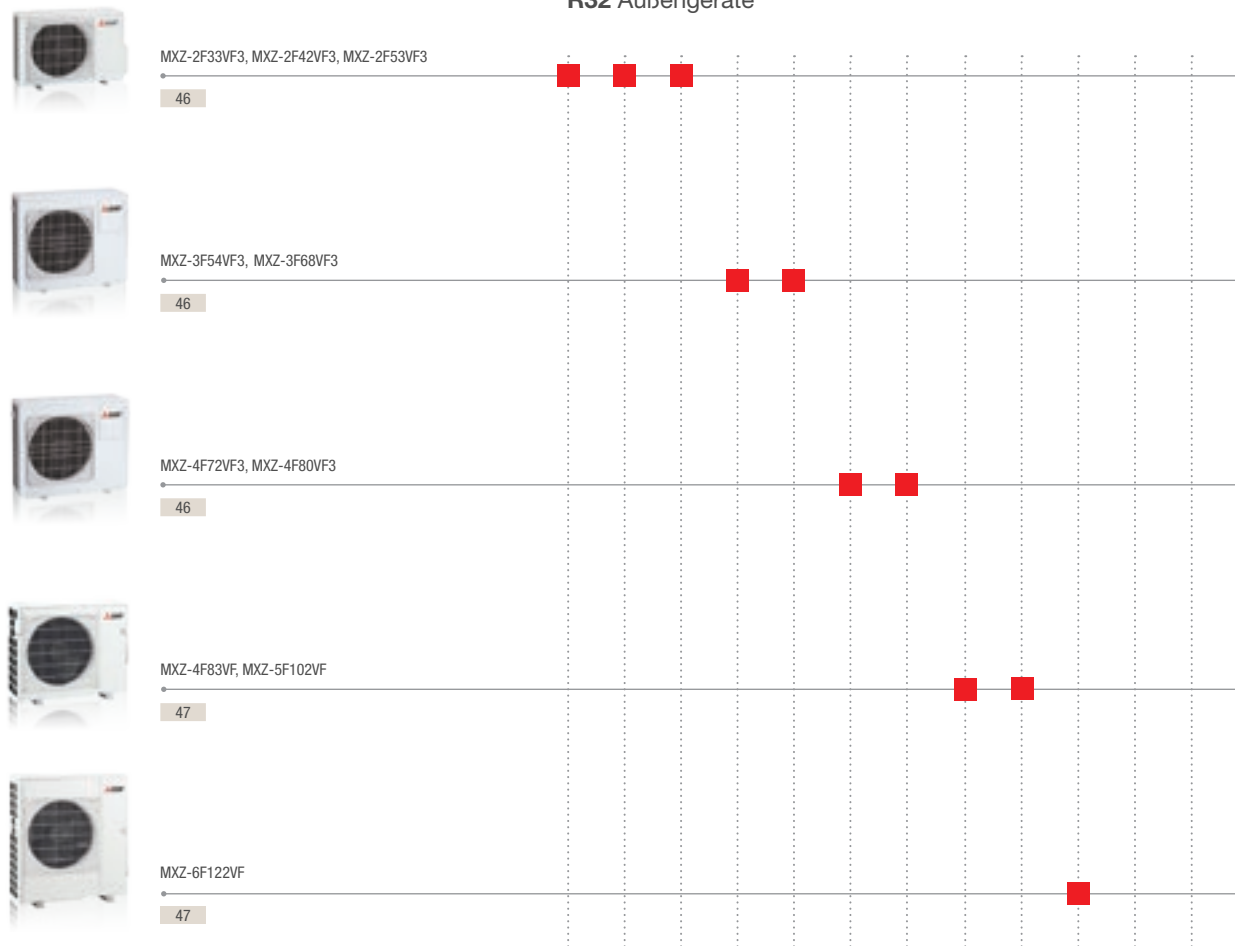 R32 Außengeräte
MXZ-2F33VF3, MXZ-2F42VF3, MXZ-2F53VF3
46
MXZ-3F54VF3, MXZ-3F68VF3
46
MXZ-4F72VF3, MXZ-4F80VF3
46
MXZ-4F83VF, MXZ-5F102VF
47
MXZ-6F122VF
47